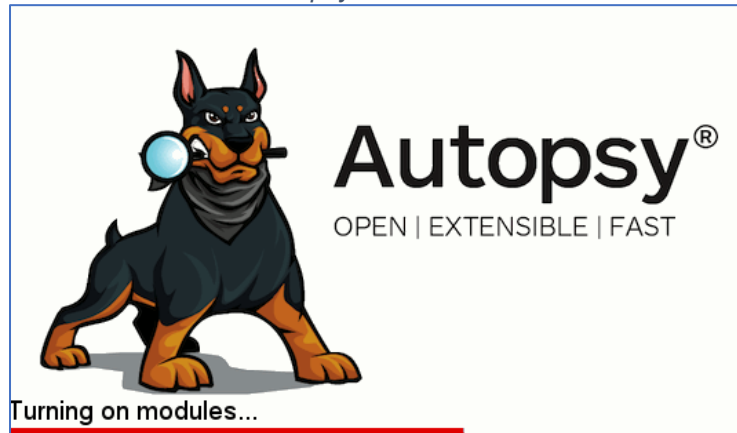 Autopsy®
OPEN | EXTENSIBLE | FAST
Turning on modules...